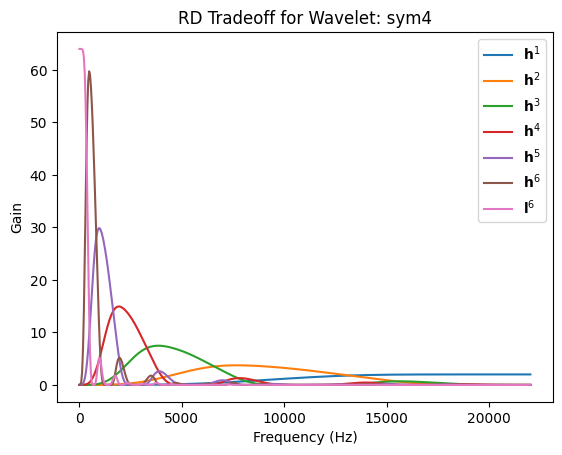 RD Tradeoff for Wavelet: sym4
Gain
60
50
40
30
20
10
0
0
5000
10000
15000
20000
Frequency (Hz)
h¹
h²
h³
h⁴
h⁵
h⁶
l⁶